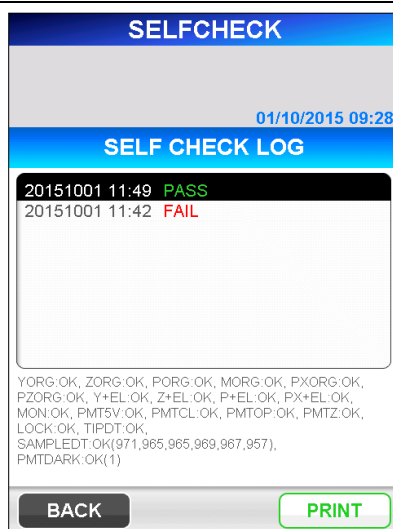 SELFCHECK
01/10/2015 09:28
SELF CHECK LOG
20151001 11:49 PASS
20151001 11:42 FAIL
YORG:OK, ZORG:OK, PORG:OK, MORG:OK, PXORG:OK,
PZORG:OK, Y+EL:OK, Z+EL:OK, P+EL:OK, PX+EL:OK,
MON:OK, PMT5V:OK, PMTCL:OK, PMTOP:OK, PMTZ:OK,
LOCK:OK, TIPDT:OK,
SAMPLEDT:OK(971,965,965,969,967,957),
PMTDARK:OK(1)
BACK
PRINT